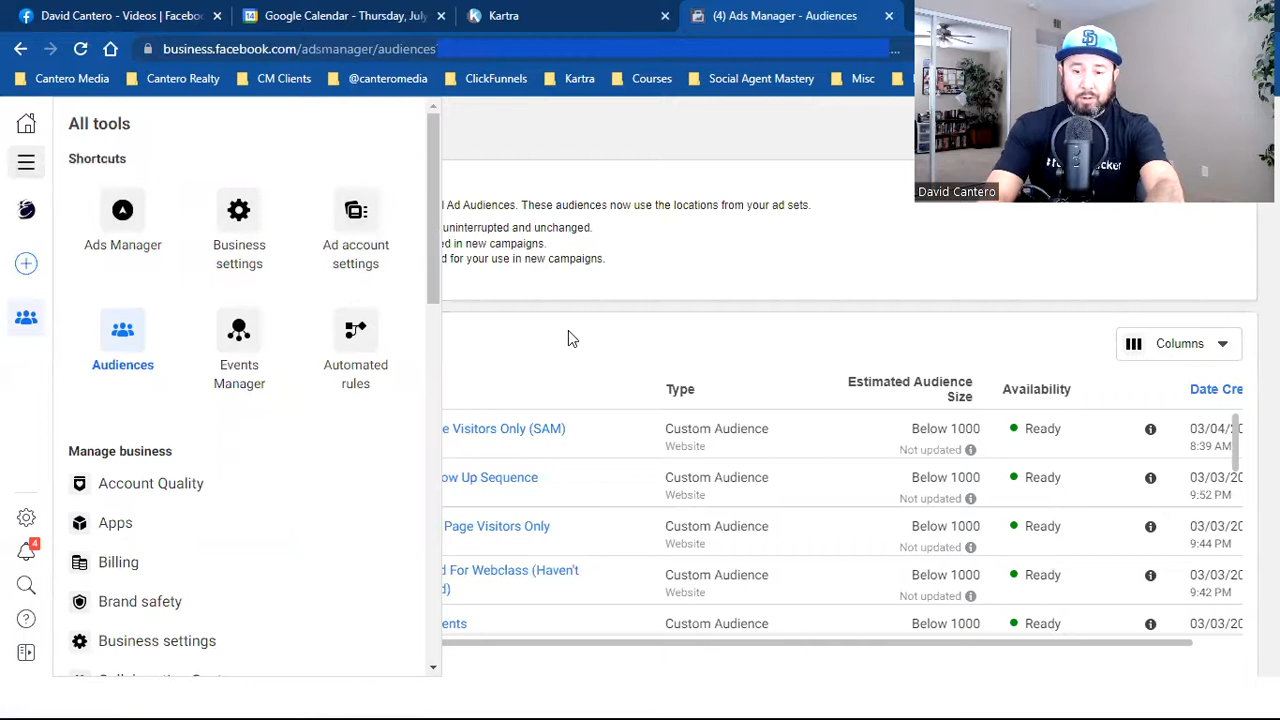 David Cantero - Videos | Facebo
Google Calendar - Thursday, July
Kartra
(4) Ads Manager - Audiences
business.facebook.com/adsmanager/audiences
...
Cantero Media
Cantero Realty
CM Clients
@canteromedia
ClickFunnels
Kartra
Courses
Social Agent Mastery
Misc
David Cantero
All tools
Shortcuts
Ads Manager
Business settings
Ad account settings
Audiences
Events Manager
Automated rules
Manage business
Account Quality
Apps
Billing
Brand safety
Business settings
4
l Ad Audiences. These audiences now use the locations from your ad sets.
uninterrupted and unchanged.
ed in new campaigns.
d for your use in new campaigns.
Columns
Type
Estimated Audience Size
Availability
Date Cre
e Visitors Only (SAM)
Custom Audience
Website
Below 1000
Not updated
Ready
03/04/20
8:39 AM
ow Up Sequence
Custom Audience
Website
Below 1000
Not updated
Ready
03/03/20
9:52 PM
Page Visitors Only
Custom Audience
Website
Below 1000
Not updated
Ready
03/03/20
9:44 PM
d For Webclass (Haven't
d)
Custom Audience
Website
Below 1000
Not updated
Ready
03/03/20
9:42 PM
ents
Custom Audience
Below 1000
Ready
03/03/20